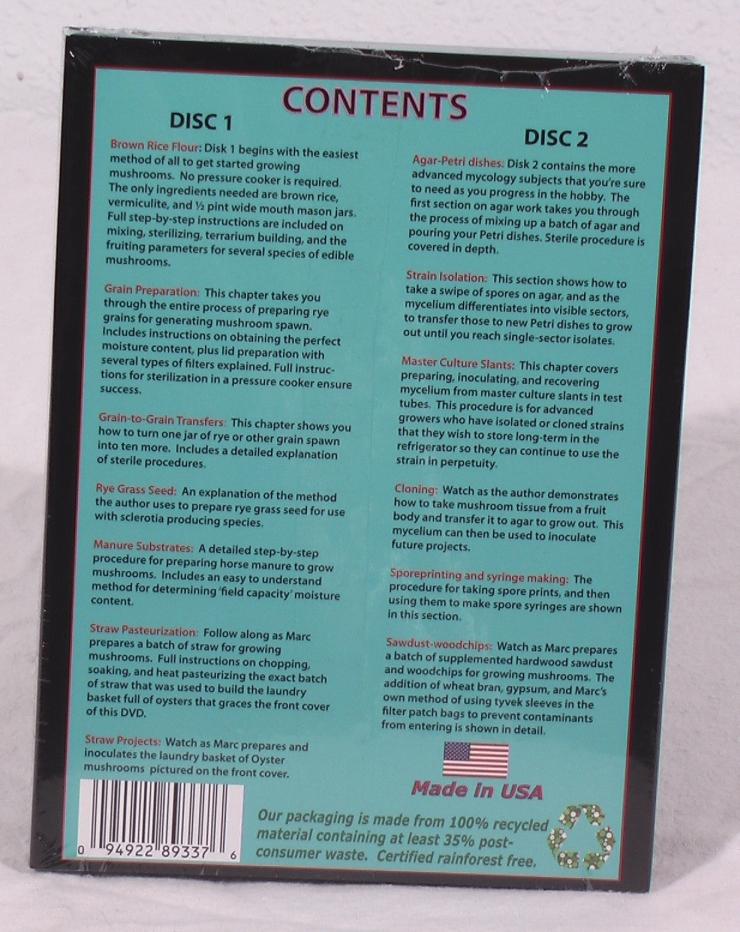 CONTENTS
DISC 1
Brown Rice Flour: Disk 1 begins with the easiest
method of all to get started growing
mushrooms. No pressure cooker is required.
The only ingredients needed are brown rice,
vermiculite, and ½ pint wide mouth mason jars.
Full step-by-step instructions are included on
mixing, sterilizing, terrarium building, and the
fruiting parameters for several species of edible
mushrooms.
Grain Preparation: This chapter takes you
through the entire process of preparing rye
grains for generating mushroom spawn.
Includes instructions on obtaining the perfect
moisture content, plus lid preparation with
several types of filters explained. Full instruc-
tions for sterilization in a pressure cooker ensure
success.
Grain-to-Grain Transfers: This chapter shows you
how to turn one jar of rye or other grain spawn
into ten more. Includes a detailed explanation
of sterile procedures.
Rye Grass Seed: An explanation of the method
the author uses to prepare rye grass seed for use
with sclerotia producing species.
Manure Substrates: A detailed step-by-step
procedure for preparing horse manure to grow
mushrooms. Includes an easy to understand
method for determining 'field capacity' moisture
content.
Straw Pasteurization: Follow along as Marc
prepares a batch of straw for growing
mushrooms. Full instructions on chopping,
soaking, and heat pasteurizing the exact batch
of straw that was used to build the laundry
basket full of oysters that graces the front cover
of this DVD.
Straw Projects: Watch as Marc prepares and
inoculates the laundry basket of Oyster
mushrooms pictured on the front cover.
DISC 2
Agar-Petri dishes: Disk 2 contains the more
advanced mycology subjects that you're sure
to need as you progress in the hobby. The
first section on agar work takes you through
the process of mixing up a batch of agar and
pouring your Petri dishes. Sterile procedure is
covered in depth.
Strain Isolation: This section shows how to
take a swipe of spores on agar, and as the
mycelium differentiates into visible sectors,
to transfer those to new Petri dishes to grow
out until you reach single-sector isolates.
Master Culture Slants: This chapter covers
preparing, inoculating, and recovering
mycelium from master culture slants in test
tubes. This procedure is for advanced
growers who have isolated or cloned strains
that they wish to store long-term in the
refrigerator so they can continue to use the
strain in perpetuity.
Cloning: Watch as the author demonstrates
how to take mushroom tissue from a fruit
body and transfer it to agar to grow out. This
mycelium can then be used to inoculate
future projects.
Sporeprinting and syringe making: The
procedure for taking spore prints, and then
using them to make spore syringes are shown
in this section.
Sawdust-woodchips: Watch as Marc prepares
a batch of supplemented hardwood sawdust
and woodchips for growing mushrooms. The
addition of wheat bran, gypsum, and Marc's
own method of using tyvek sleeves in the
filter patch bags to prevent contaminants
from entering is shown in detail.
Made in USA
0 94922 89337 6
Our packaging is made from 100% recycled
material containing at least 35% post-
consumer waste. Certified rainforest free.